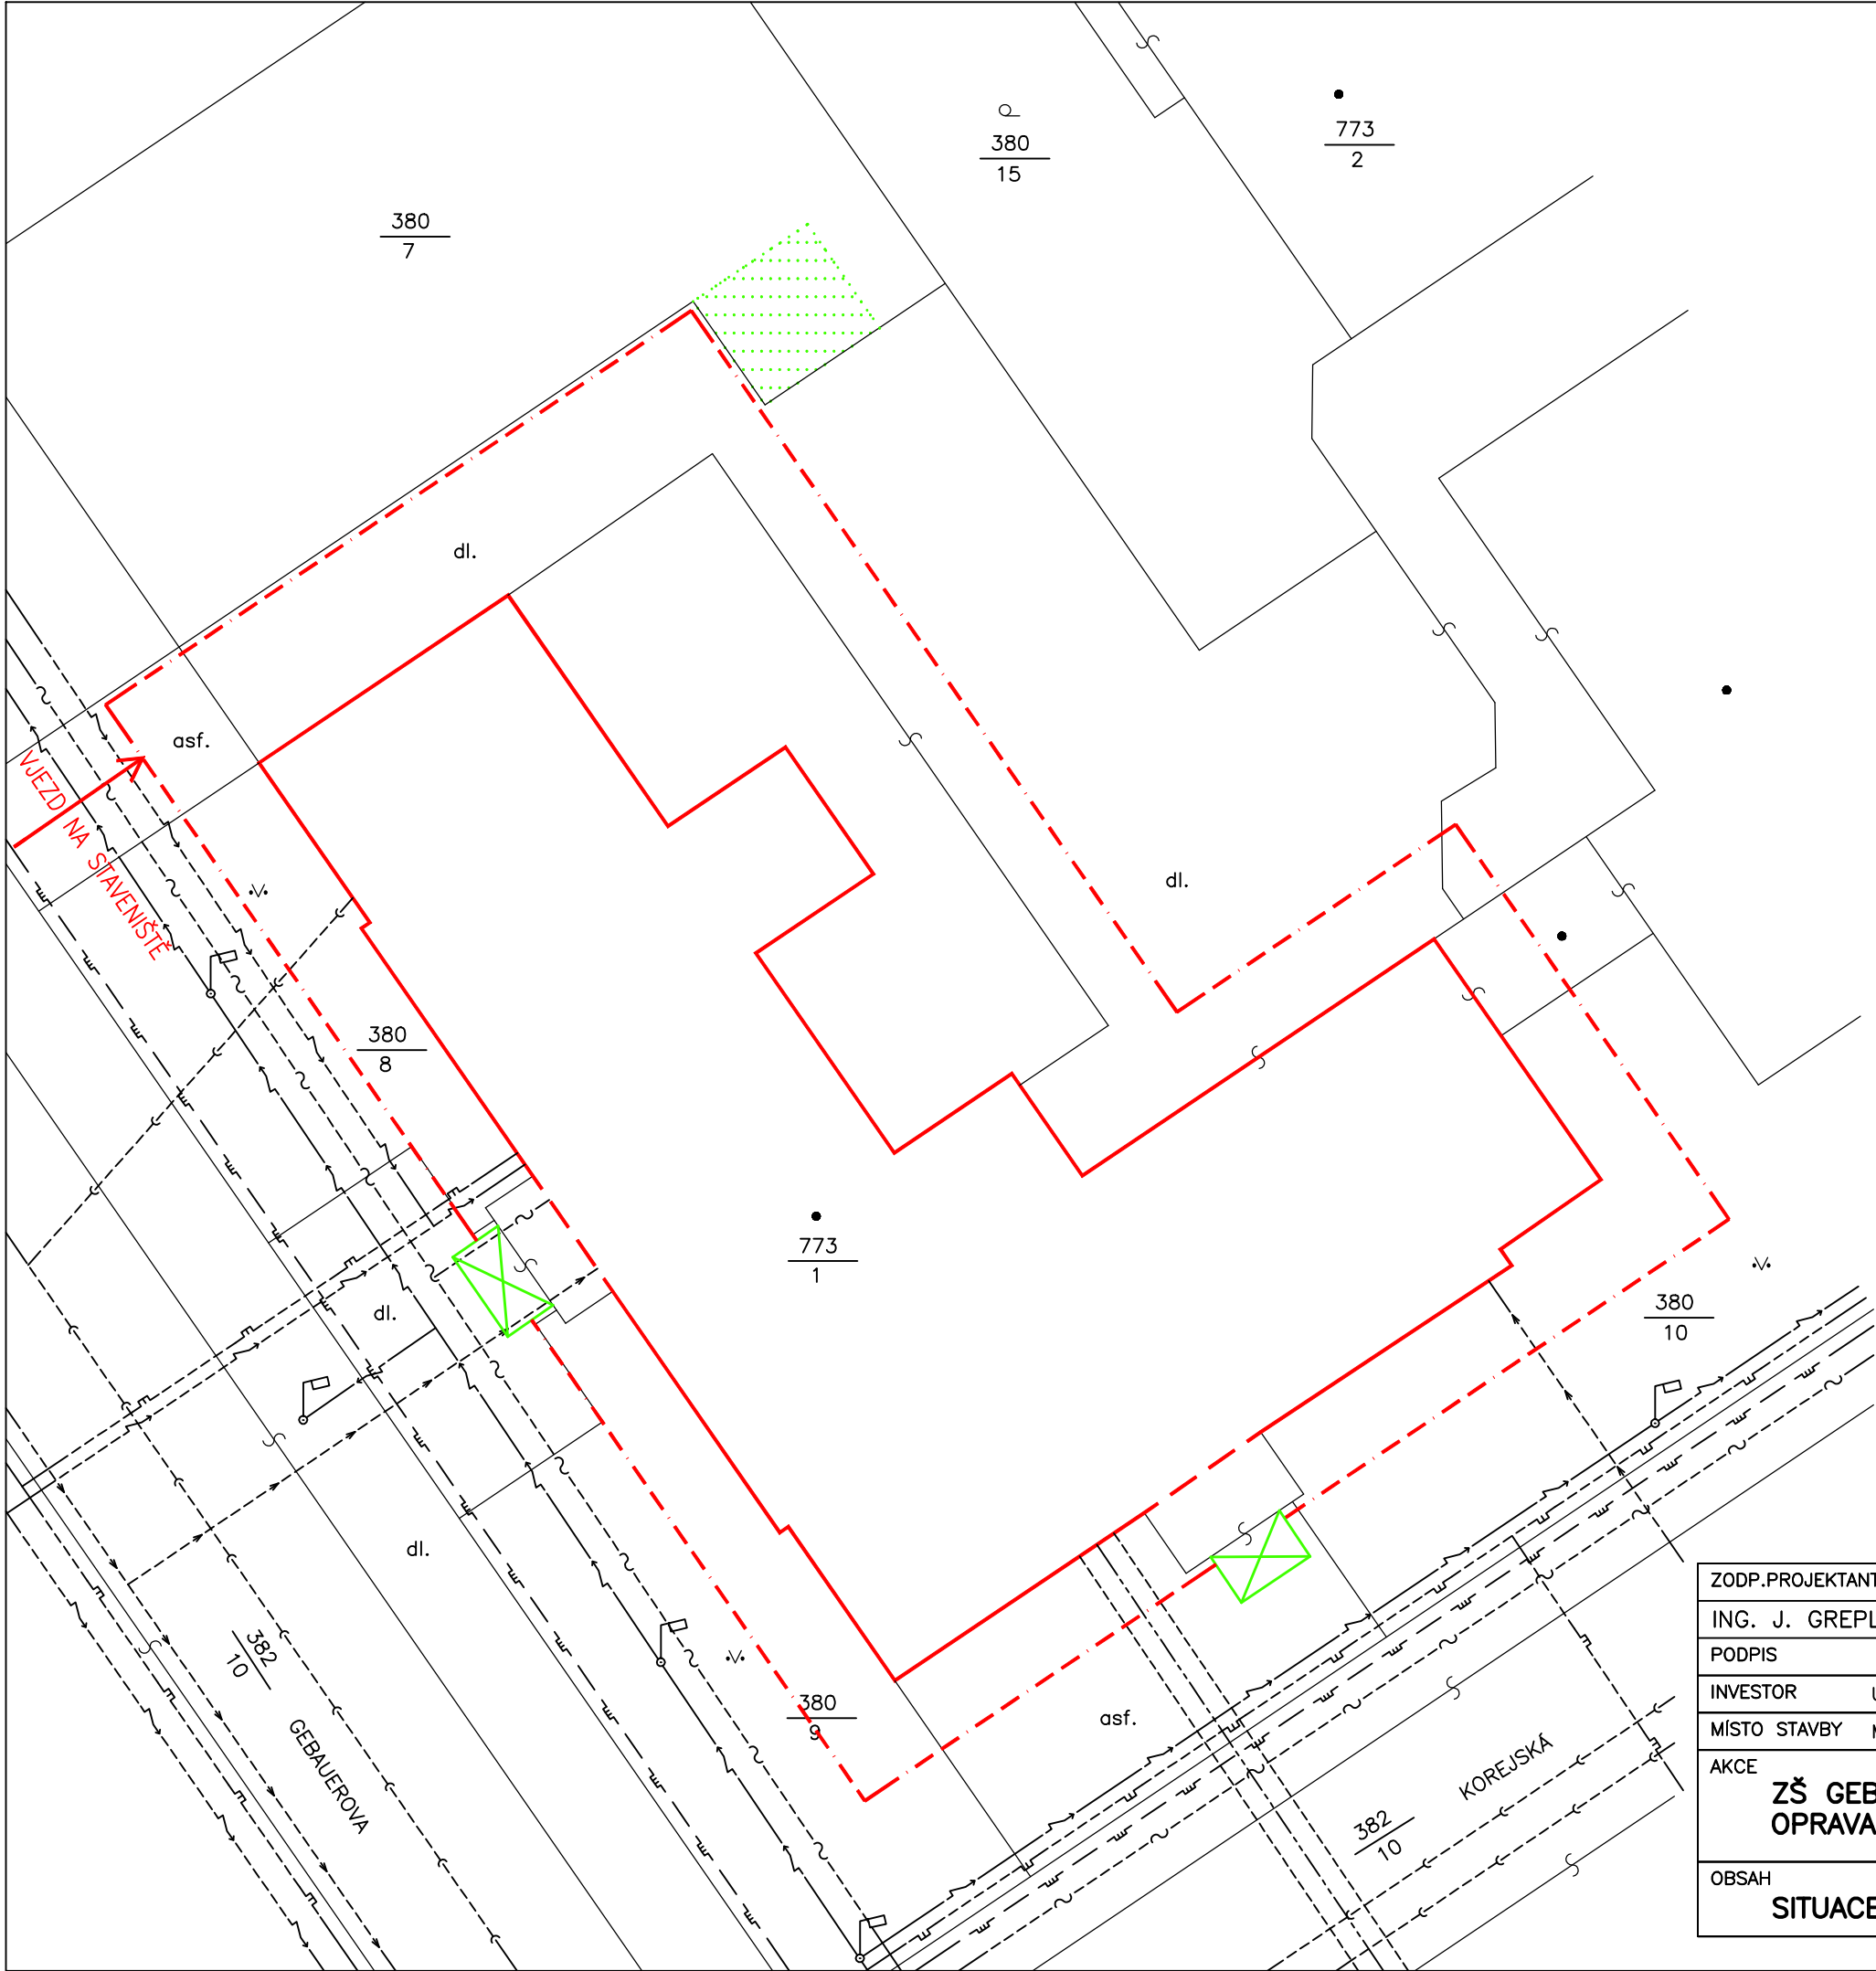 773
2
380
15
380
7
dl.
asf.
VJEZD NA STAVENIŠTĚ
dl.
380
8
773
1
380
10
dl.
dl.
382
10
GEBAUEROVA
380
9
asf.
KOREJSKÁ
382
10
ZODP.PROJEKTANT
ING. J. GREPL
PODPIS
INVESTOR
MÍSTO STAVBY
AKCE
ZŠ GEB
OPRAVA
OBSAH
SITUACE